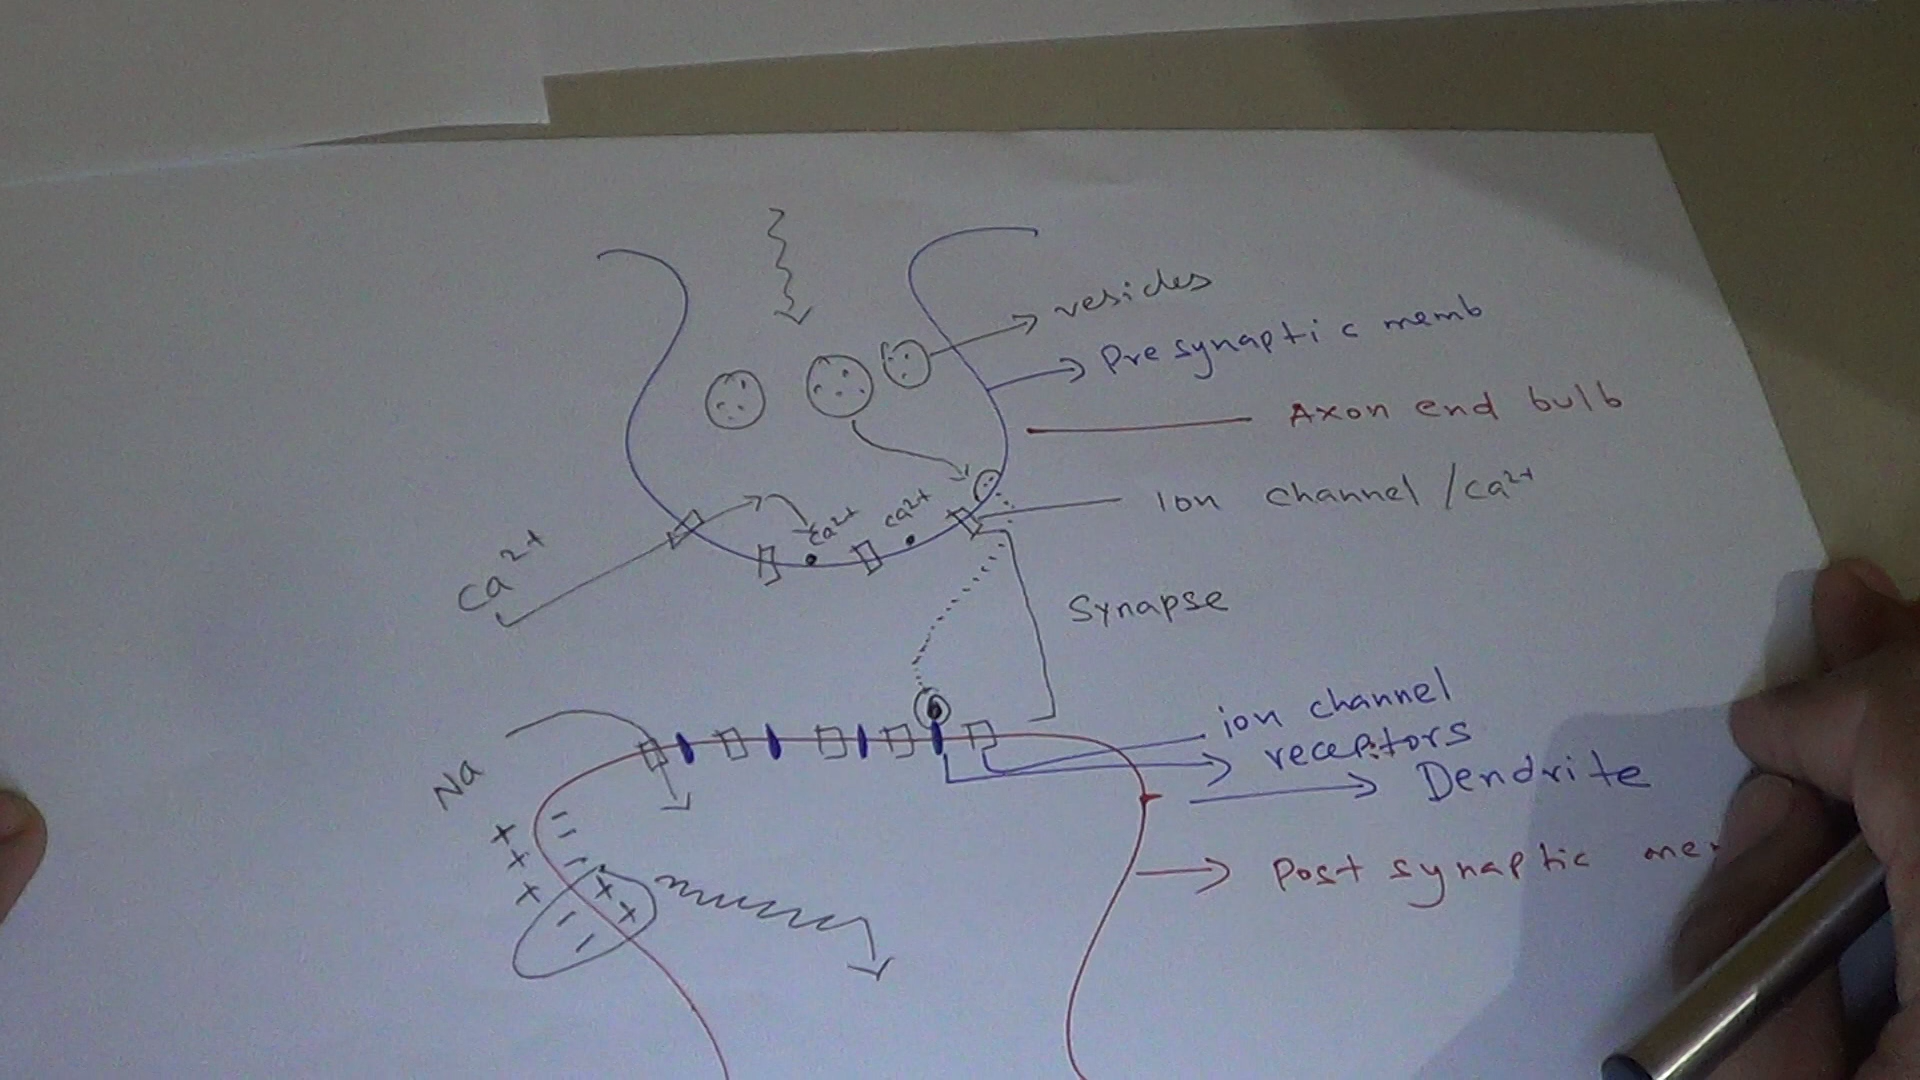 vesicles
Pre synaptic memb
Axon end bulb
Ca²⁺ Ca²⁺
Ion channel /Ca²⁺
Ca²⁺
Synapse
ion channel
receptors
Na
Dendrite
Post synaptic